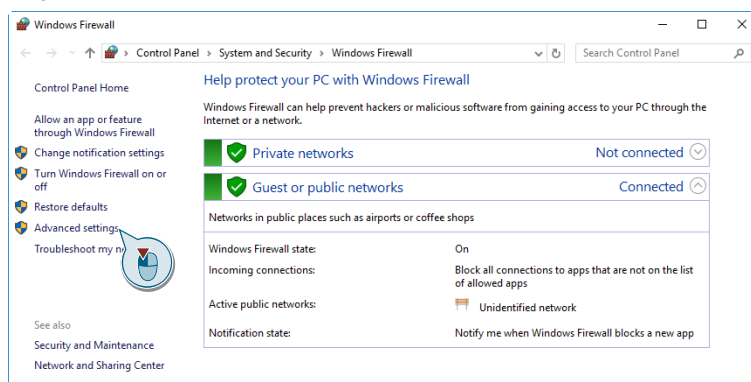 Windows Firewall
Control Panel > System and Security > Windows Firewall
Search Control Panel
Control Panel Home
Allow an app or feature
through Windows Firewall
Change notification settings
Turn Windows Firewall on or
off
Restore defaults
Advanced settings
Troubleshoot my n
See also
Security and Maintenance
Network and Sharing Center
Help protect your PC with Windows Firewall
Windows Firewall can help prevent hackers or malicious software from gaining access to your PC through the
Internet or a network.
Private networks Not connected
Guest or public networks Connected
Networks in public places such as airports or coffee shops
Windows Firewall state: On
Incoming connections: Block all connections to apps that are not on the list
of allowed apps
Active public networks: Unidentified network
Notification state: Notify me when Windows Firewall blocks a new app